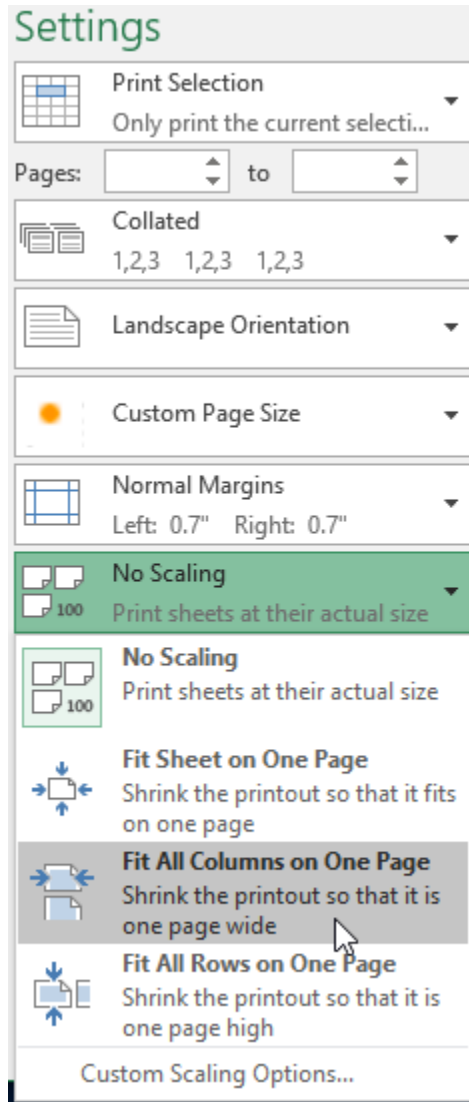 Settings
Print Selection
Only print the current selecti...
Pages: to
Collated
1,2,3 1,2,3 1,2,3
Landscape Orientation
Custom Page Size
Normal Margins
Left: 0.7" Right: 0.7"
No Scaling
100 Print sheets at their actual size
No Scaling
Print sheets at their actual size
100
Fit Sheet on One Page
Shrink the printout so that it fits
on one page
Fit All Columns on One Page
Shrink the printout so that it is
one page wide
Fit All Rows on One Page
Shrink the printout so that it is
one page high
Custom Scaling Options...